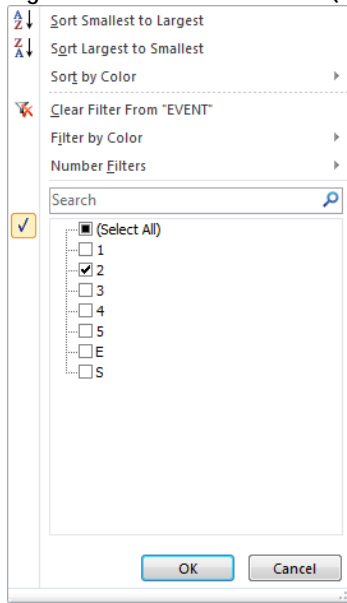 Sort Smallest to Largest
Sort Largest to Smallest
Sort by Color
Clear Filter From "EVENT"
Filter by Color
Number Filters
Search
(Select All)
1
2
3
4
5
E
S
OK Cancel